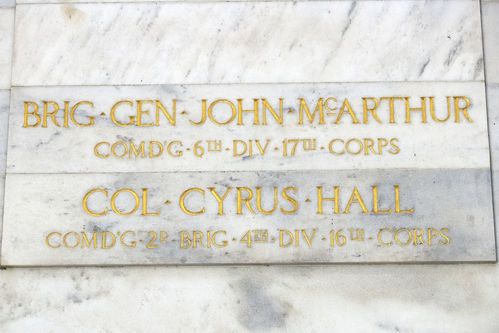 BRIG·GEN·JOHN·McARTHUR
COMD'G·6TH·DIV·17TH·CORPS
COL·CYRUS·HALL
COMD'G·2D·BRIG·4TH·DIV·16TH·CORPS